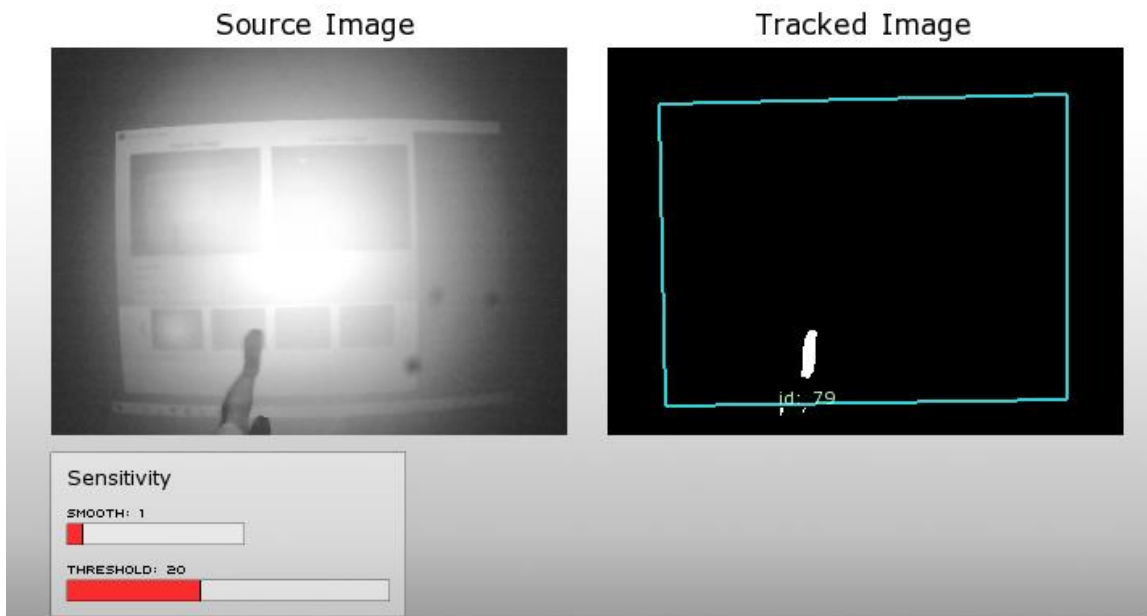 Source Image
Tracked Image
id: 79
Sensitivity
SMOOTH: 1
THRESHOLD: 20